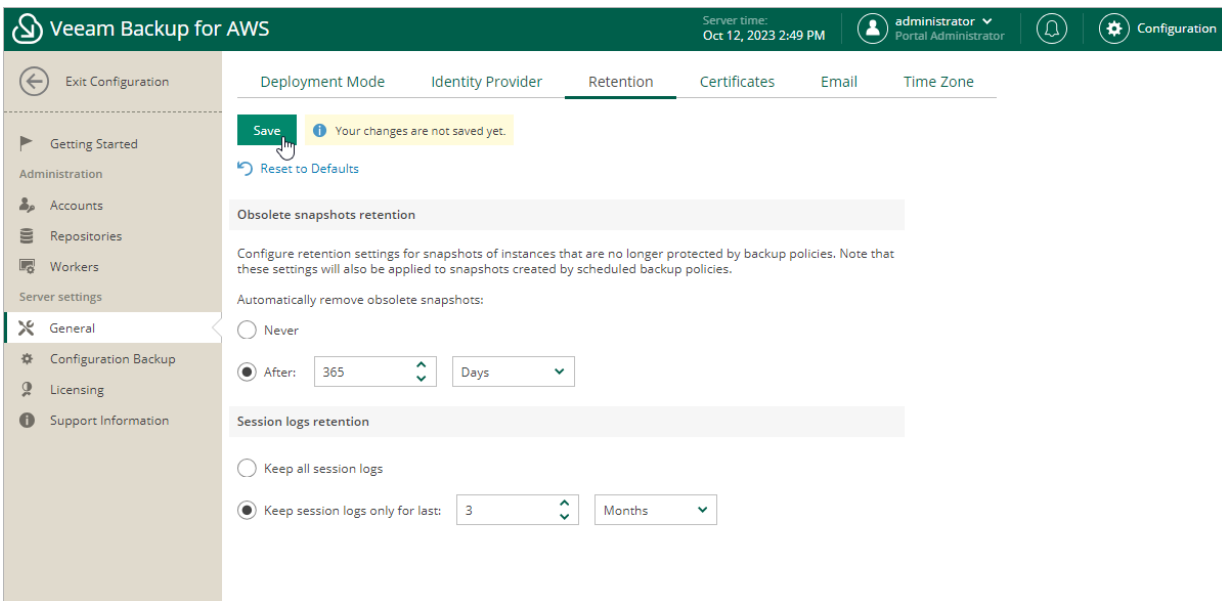 Veeam Backup for AWS
Server time:
Oct 12, 2023 2:49 PM
administrator
Portal Administrator
Configuration
Exit Configuration
Getting Started
Administration
Accounts
Repositories
Workers
Server settings
General
Configuration Backup
Licensing
Support Information
Deployment Mode
Identity Provider
Retention
Certificates
Email
Time Zone
Save
Your changes are not saved yet.
Reset to Defaults
Obsolete snapshots retention
Configure retention settings for snapshots of instances that are no longer protected by backup policies. Note that
these settings will also be applied to snapshots created by scheduled backup policies.
Automatically remove obsolete snapshots:
Never
After:
365
Days
Session logs retention
Keep all session logs
Keep session logs only for last:
3
Months